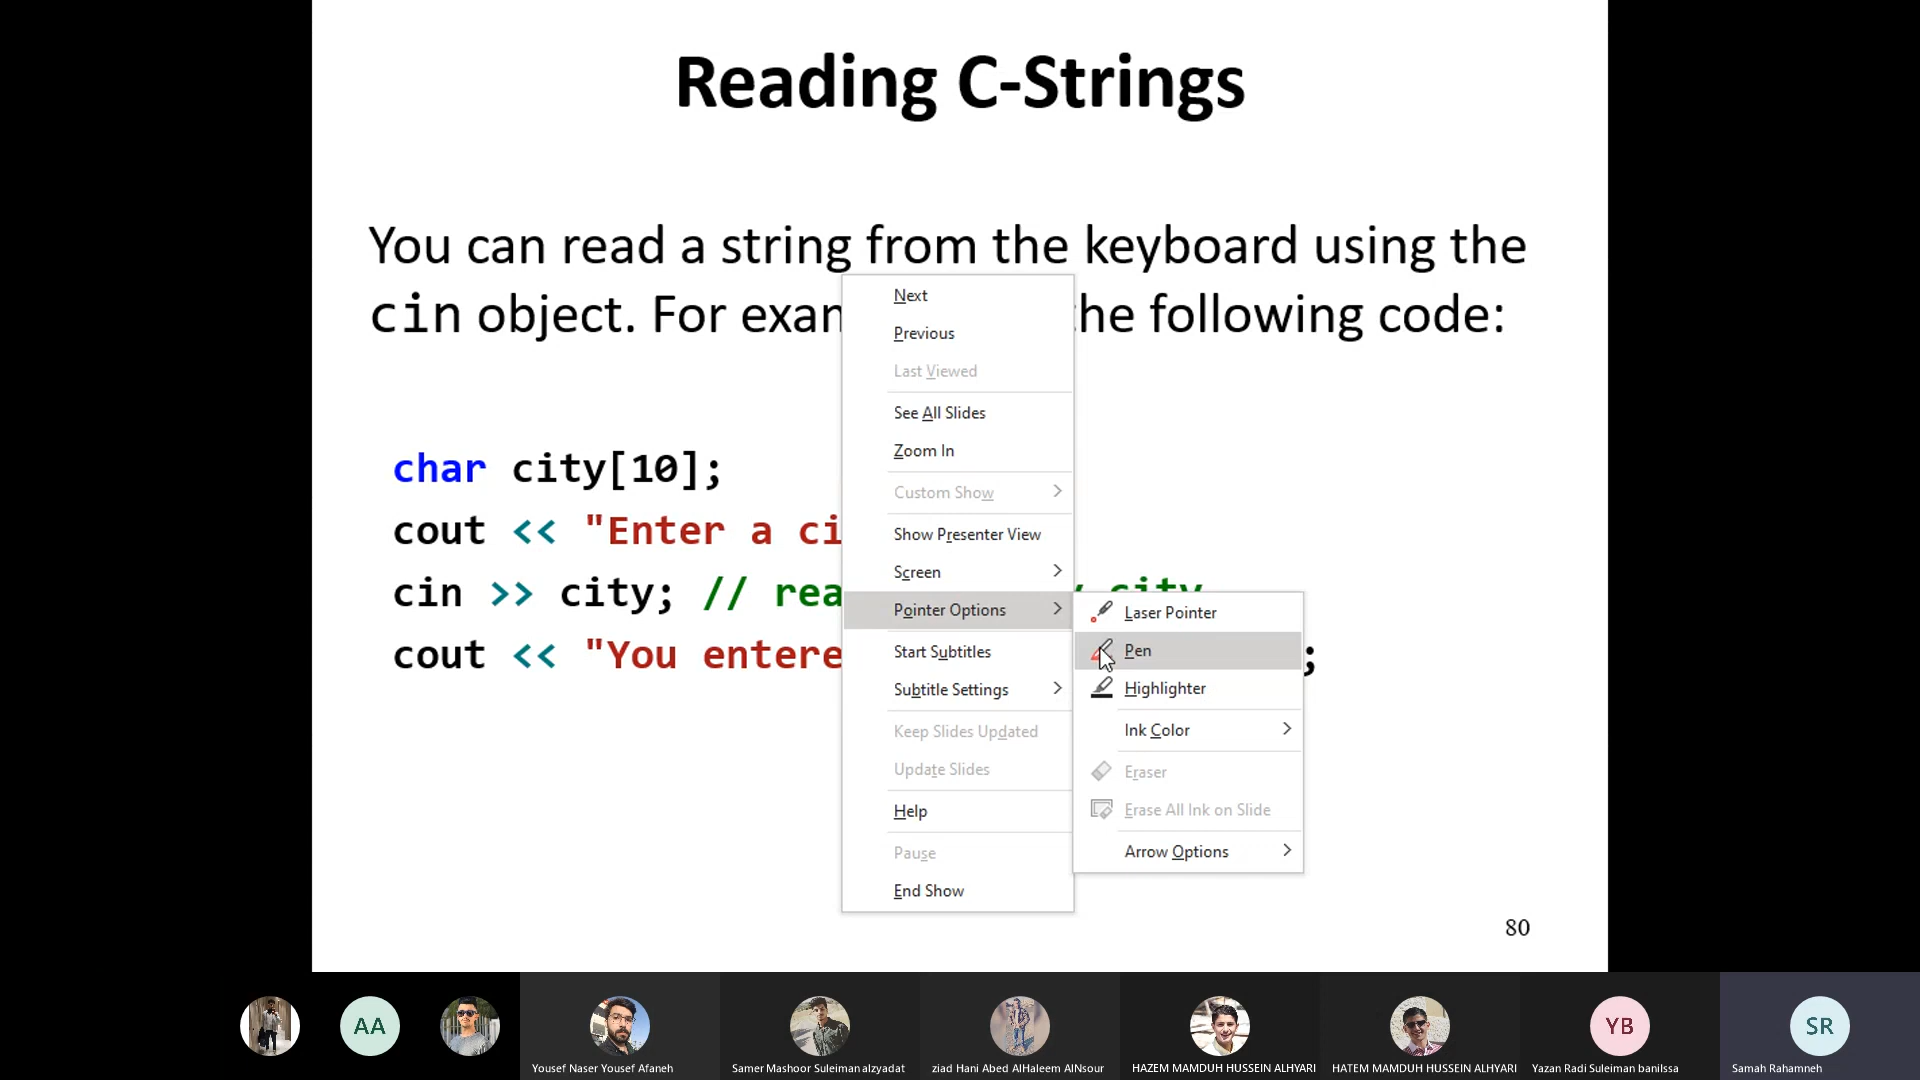 Reading C-Strings
You can read a string from the keyboard using the
cin object. For exam he following code:
char city[10];
cout << "Enter a ci
cin >> city; // rea city
cout << "You entere ;
Next
Previous
Last Viewed
See All Slides
Zoom In
Custom Show
Show Presenter View
Screen
Pointer Options
Start Subtitles
Subtitle Settings
Keep Slides Updated
Update Slides
Help
Pause
End Show
Laser Pointer
Pen
Highlighter
Ink Color
Eraser
Erase All Ink on Slide
Arrow Options
80
AA
YB
SR
Yousef Naser Yousef Afaneh
Samer Mashoor Suleiman alzyadat
ziad Hani Abed AlHaleem AlNsour
HAZEM MAMDUH HUSSEIN ALHYARI
HATEM MAMDUH HUSSEIN ALHYARI
Yazan Radi Suleiman baniIssa
Samah Rahamneh